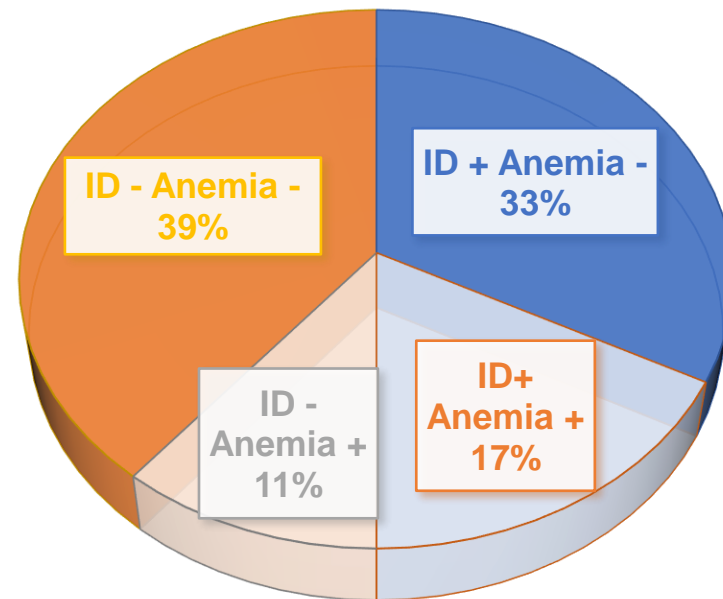 ID - Anemia -
39%
ID + Anemia -
33%
ID -
Anemia +
11%
ID+
Anemia +
17%